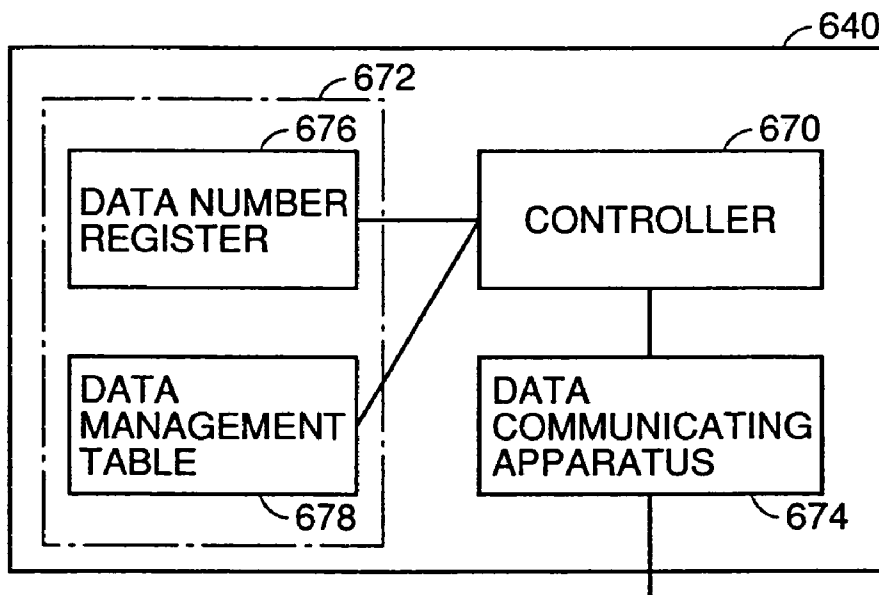 640
672
676
670
DATA NUMBER
REGISTER
CONTROLLER
DATA
MANAGEMENT
TABLE
DATA
COMMUNICATING
APPARATUS
678
674